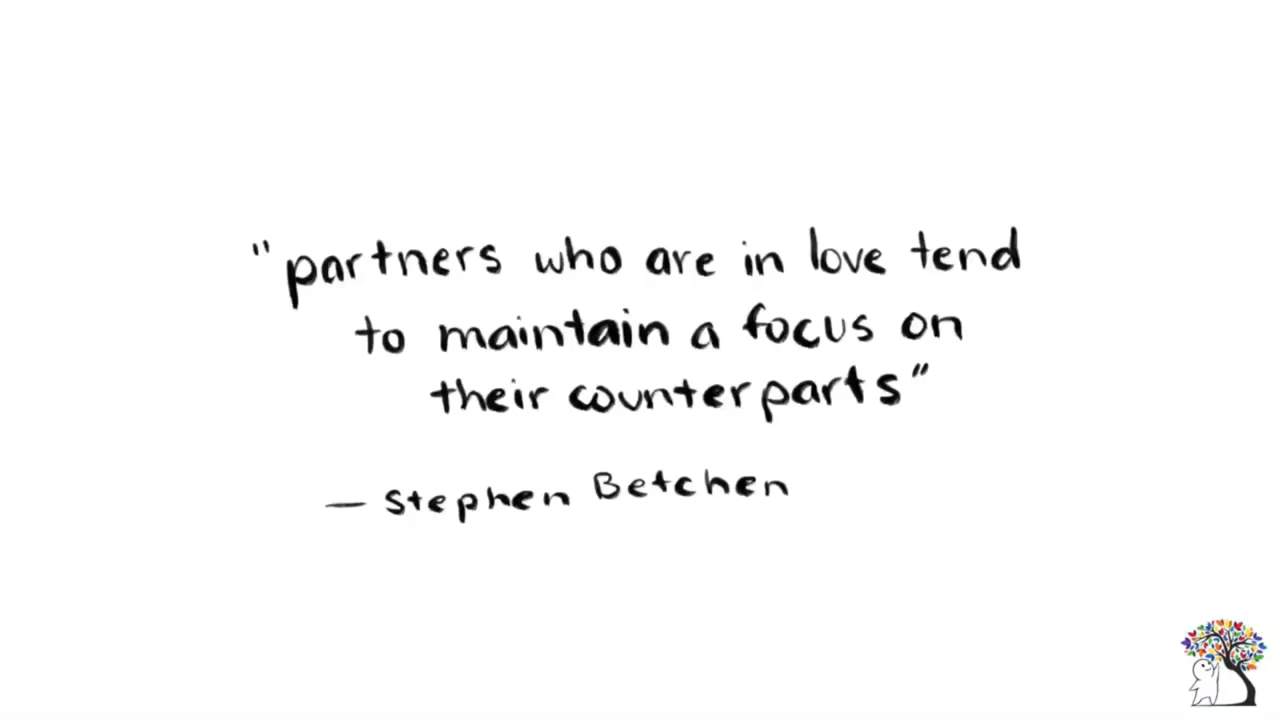 "partners who are in love tend
to maintain a focus on
their counterparts"
— Stephen Betchen